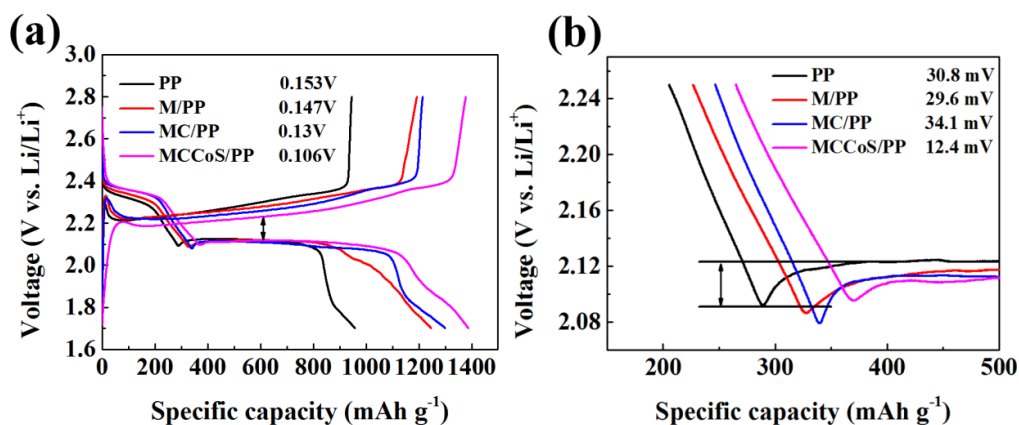 (a)
3.0
2.8
2.6
2.4
2.2
2.0
1.8
1.6
Voltage (V vs. Li/Li⁺)
PP 0.153V
M/PP 0.147V
MC/PP 0.13V
MCCoS/PP 0.106V
0 200 400 600 800 1000 1200 1400
Specific capacity (mAh g⁻¹)
(b)
2.24
2.20
2.16
2.12
2.08
Voltage (V vs. Li/Li⁺)
PP 30.8 mV
M/PP 29.6 mV
MC/PP 34.1 mV
MCCoS/PP 12.4 mV
200 300 400 500
Specific capacity (mAh g⁻¹)